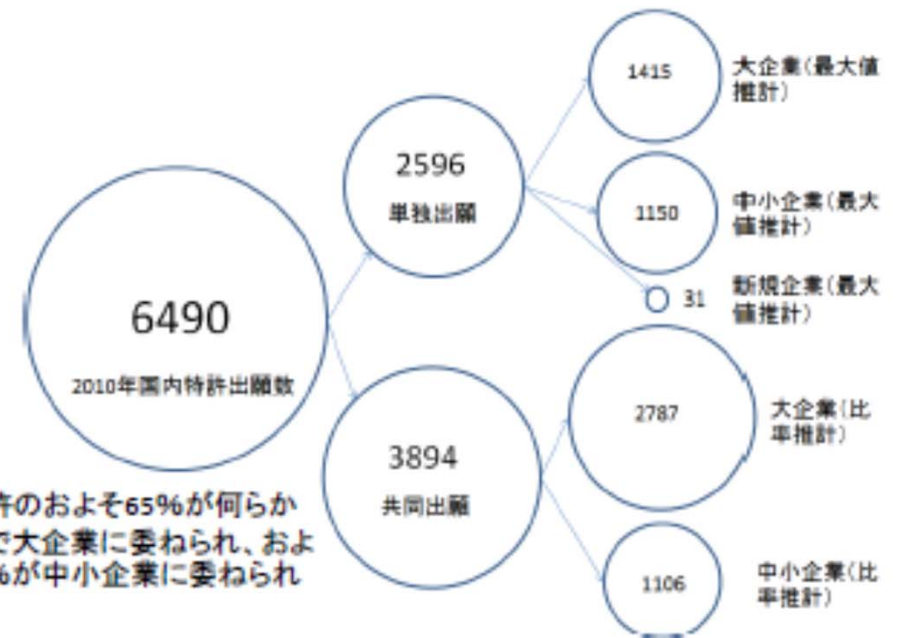 6490
2010年国内特許出願数
2596
単独出願
3894
共同出願
1415
大企業(最大値
推計)
1150
中小企業(最大
値推計)
31
新規企業(最大
値推計)
2787
大企業(比
率推計)
1106
中小企業(比
率推計)
許のおよそ65%が何らか
で大企業に委ねられ、およ
%が中小企業に委ねられ